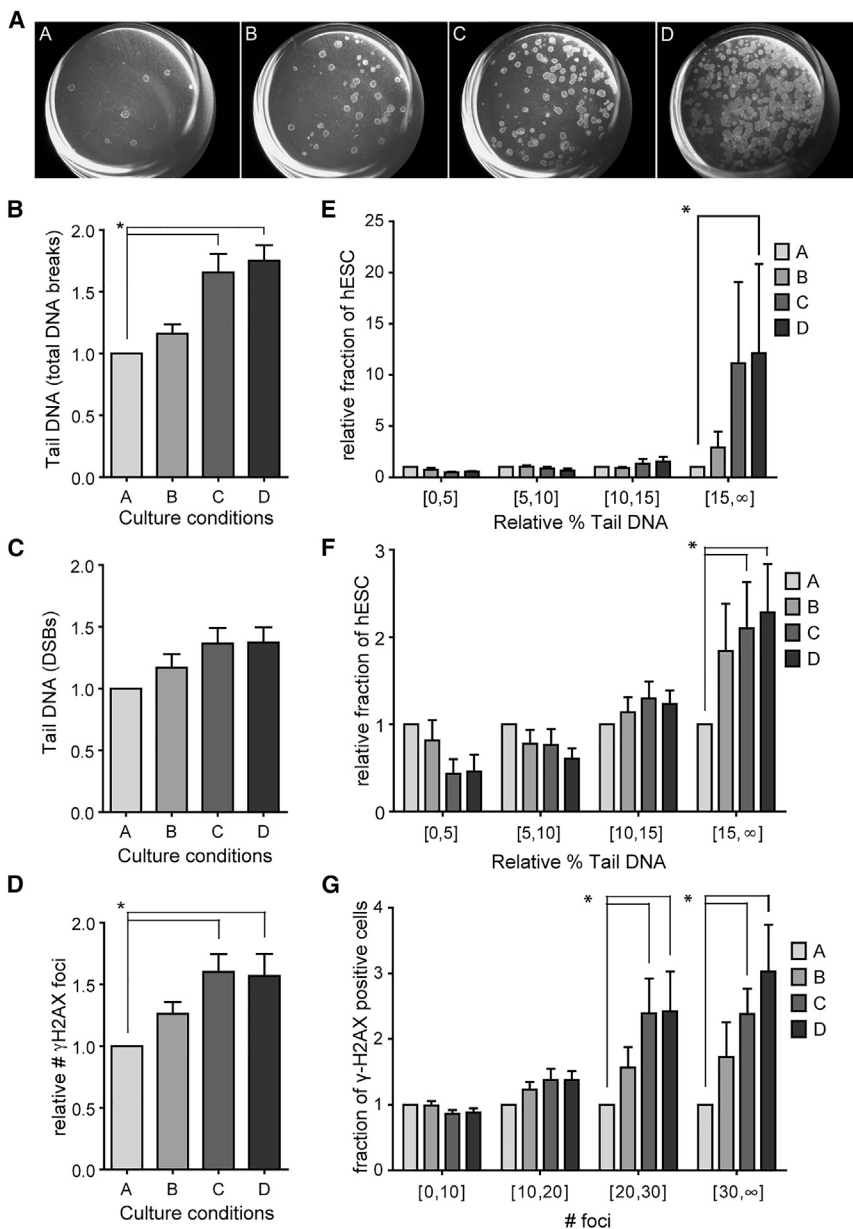 A
A
B
C
D
B
*
Tail DNA (total DNA breaks)
2.0
1.5
1.0
0.5
0.0
A B C D
Culture conditions
E
*
relative fraction of hESC
25
20
15
10
5
0
[0,5] [5,10] [10,15] [15,∞]
Relative % Tail DNA
A
B
C
D
C
Tail DNA (DSBs)
2.0
1.5
1.0
0.5
0.0
A B C D
Culture conditions
F
*
relative fraction of hESC
3
2
1
0
[0,5] [5,10] [10,15] [15,∞]
Relative % Tail DNA
A
B
C
D
D
*
relative # γH2AX foci
2.0
1.5
1.0
0.5
0.0
A B C D
Culture conditions
G
* *
fraction of γ-H2AX positive cells
4
3
2
1
0
[0,10] [10,20] [20,30] [30,∞]
# foci
A
B
C
D